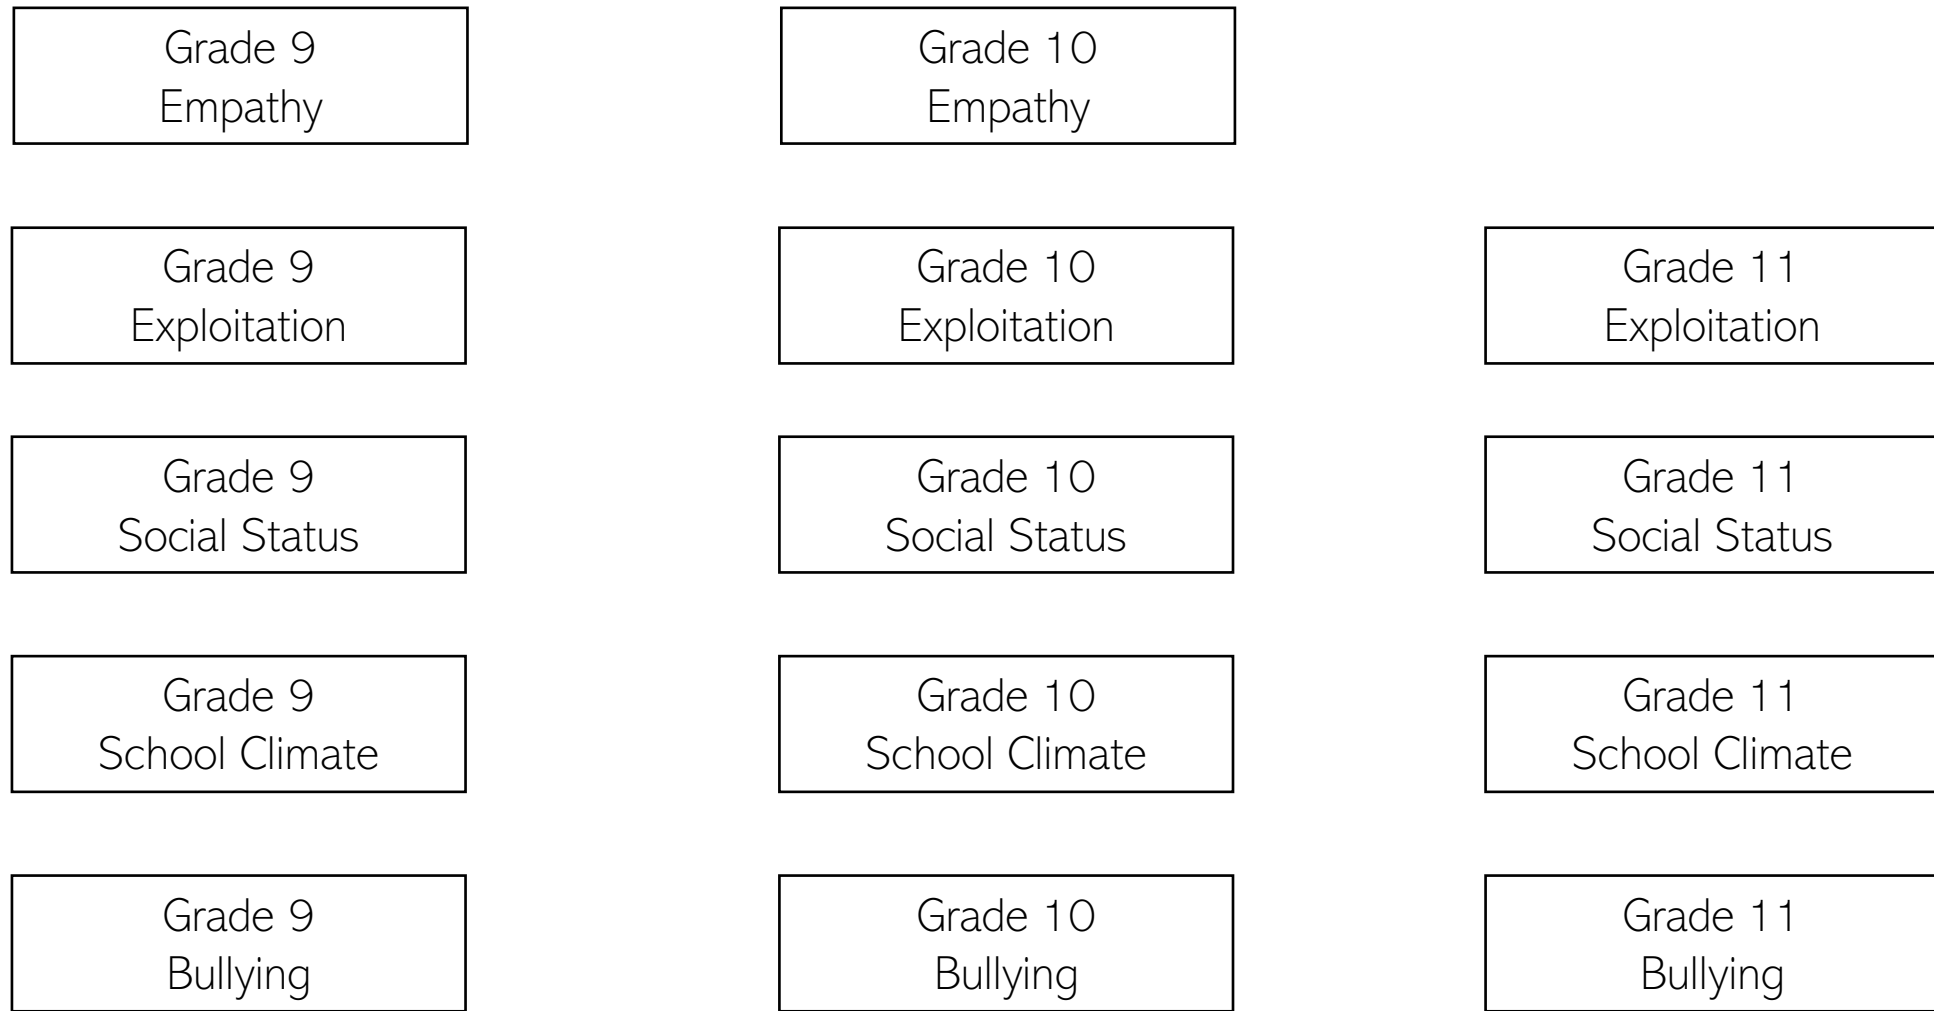 Grade 9
Empathy
Grade 10
Empathy
Grade 9
Exploitation
Grade 10
Exploitation
Grade 11
Exploitation
Grade 9
Social Status
Grade 10
Social Status
Grade 11
Social Status
Grade 9
School Climate
Grade 10
School Climate
Grade 11
School Climate
Grade 9
Bullying
Grade 10
Bullying
Grade 11
Bullying